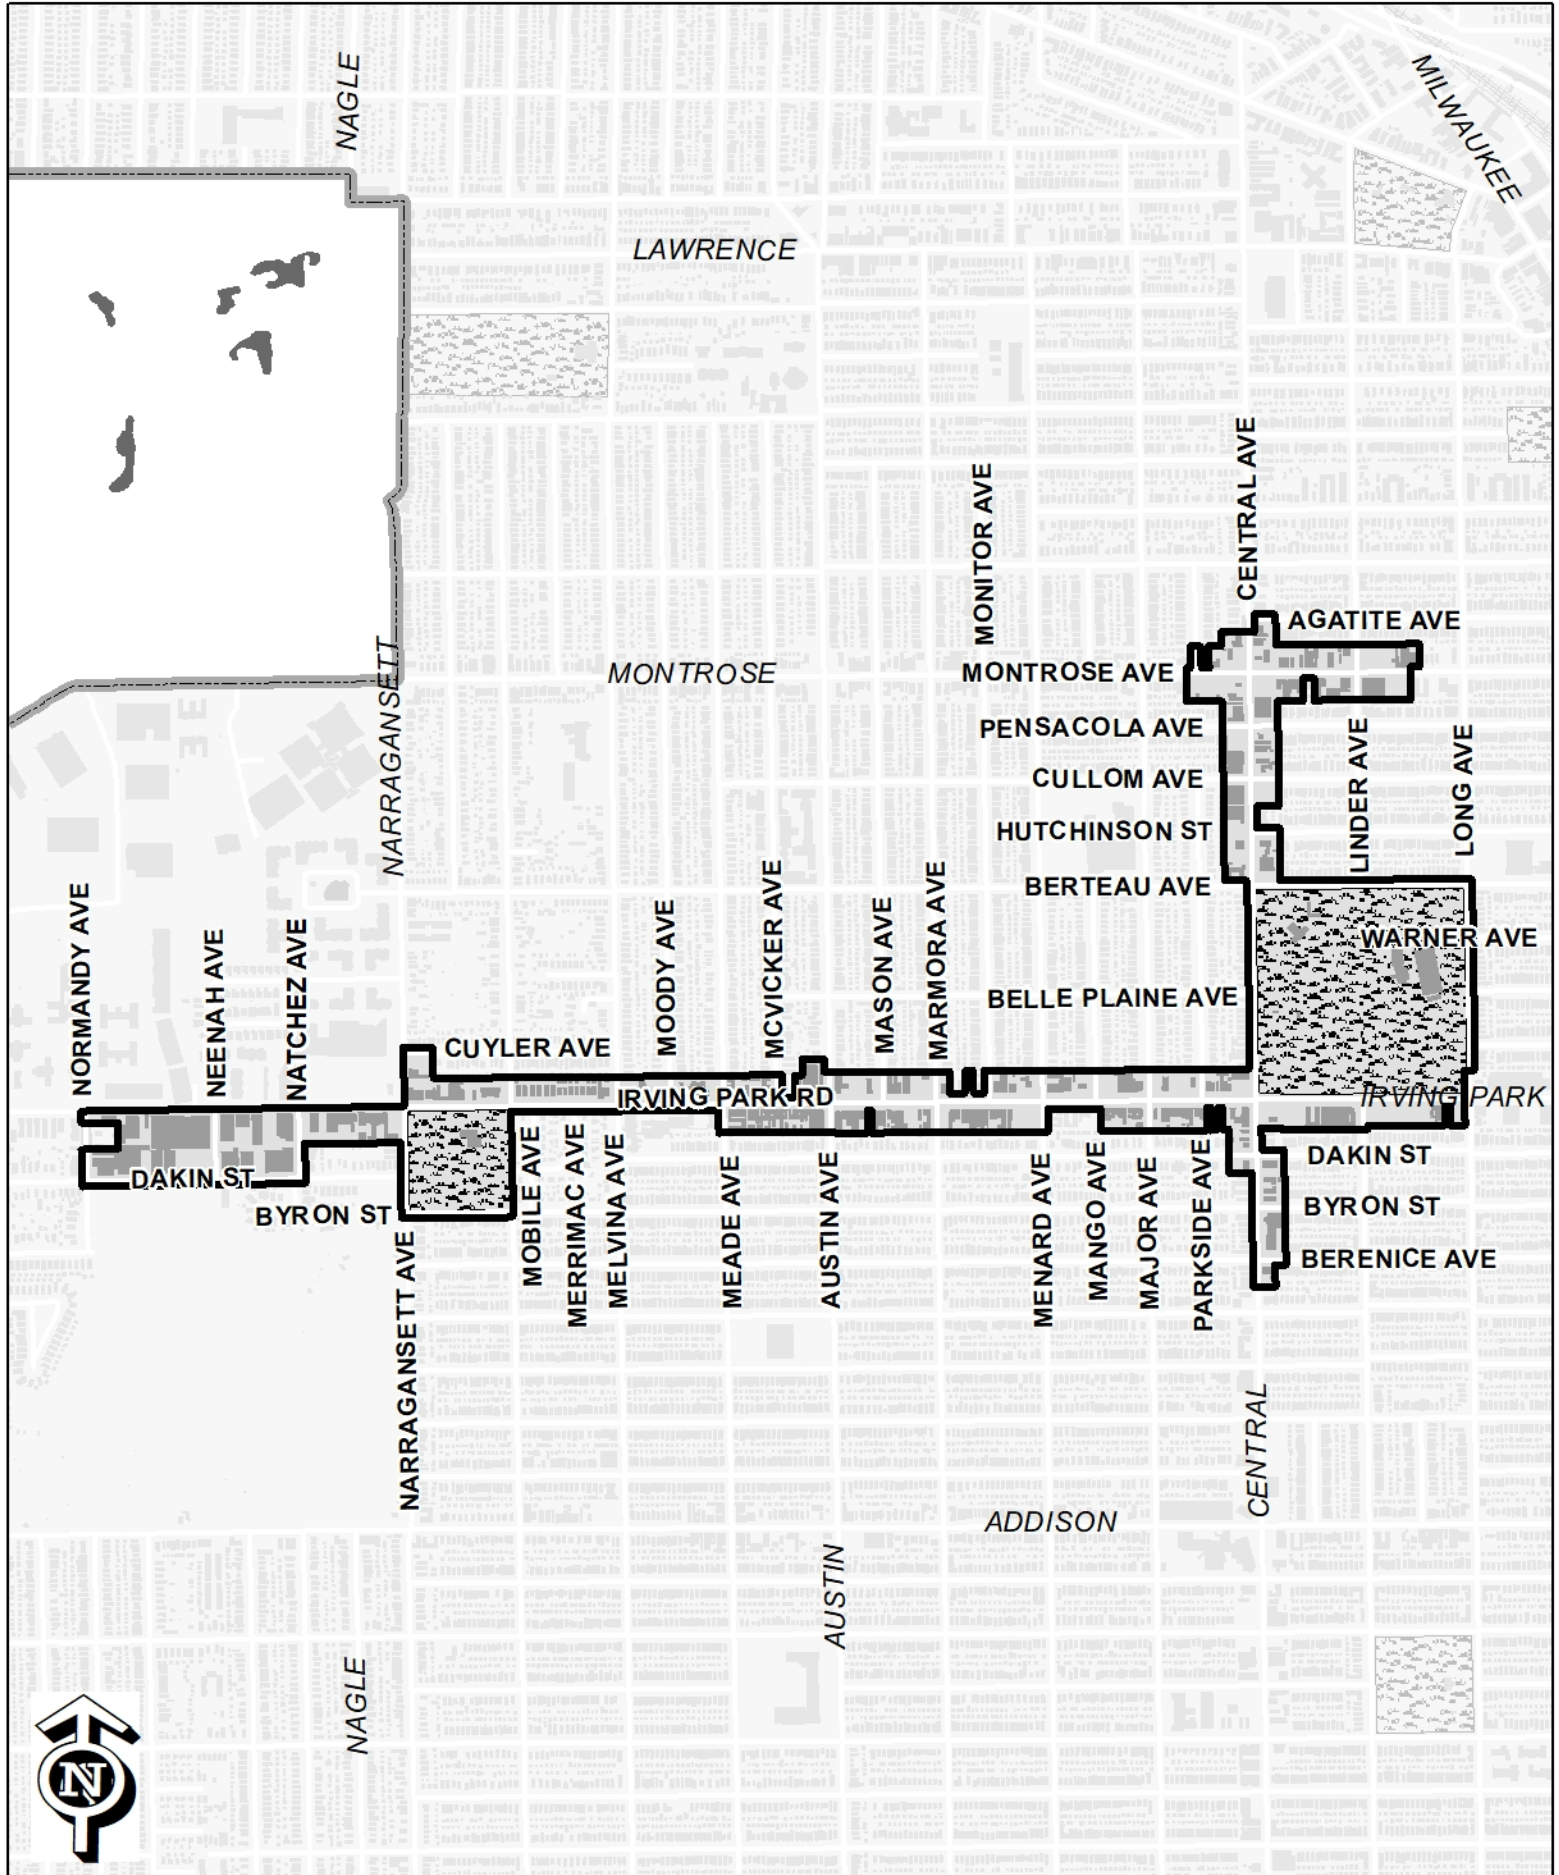 NAGLE
MILWAUKEE
LAWRENCE
CENTRAL AVE
MONITOR AVE
AGATITE AVE
NARRAGANSETT
MONTROSE
MONTROSE AVE
PENSACOLA AVE
LINDER AVE
LONG AVE
CULLOM AVE
HUTCHINSON ST
BERTEAU AVE
NORMANDY AVE
NEENAH AVE
NATCHEZ AVE
MOODY AVE
MCVICKER AVE
MASON AVE
MARMORA AVE
WARNER AVE
BELLE PLAINE AVE
CUYLER AVE
IRVING PARK RD
IRVING PARK
DAKIN ST
BYRON ST
NARRAGANSETT AVE
MOBILE AVE
MERRIMAC AVE
MELVINA AVE
MEADE AVE
AUSTIN AVE
MENARD AVE
MANGO AVE
MAJOR AVE
PARKSIDE AVE
DAKIN ST
BYRON ST
BERENICE AVE
CENTRAL
ADDISON
AUSTIN
NAGLE
N